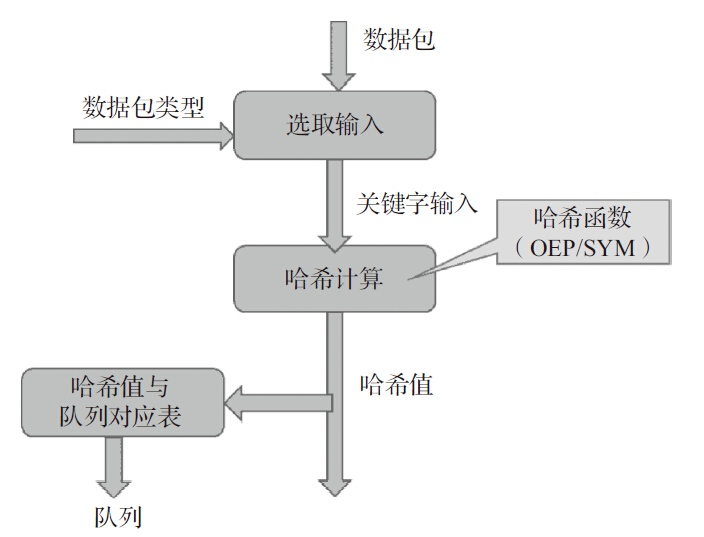 数据包
数据包类型
选取输入
关键字输入
哈希函数
（OEP/SYM）
哈希计算
哈希值
哈希值与
队列对应表
队列